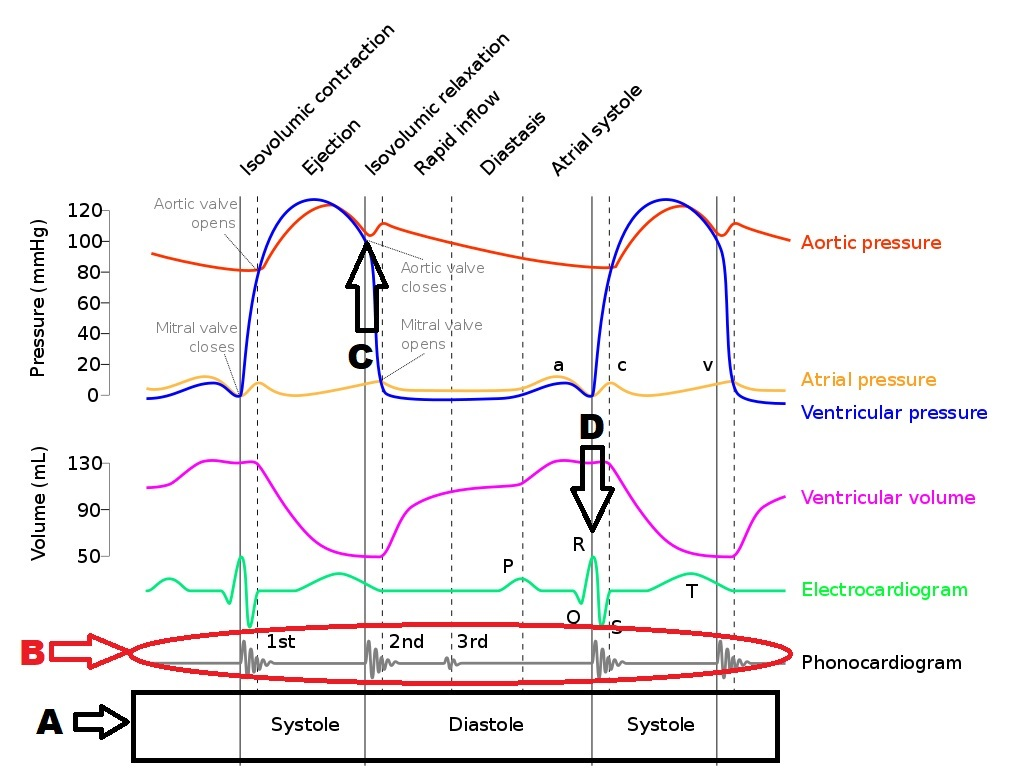 Isovolumic contraction
Ejection
Isovolumic relaxation
Rapid inflow
Diastasis
Atrial systole
Pressure (mmHg)
120
100
80
60
40
20
0
Aortic valve
opens
Mitral valve
closes
Aortic valve
closes
Mitral valve
opens
C
a
c
v
Aortic pressure
Atrial pressure
Ventricular pressure
D
Volume (mL)
130
90
50
Ventricular volume
R
P
Q
S
T
Electrocardiogram
B
1st
2nd
3rd
Phonocardiogram
A
Systole
Diastole
Systole